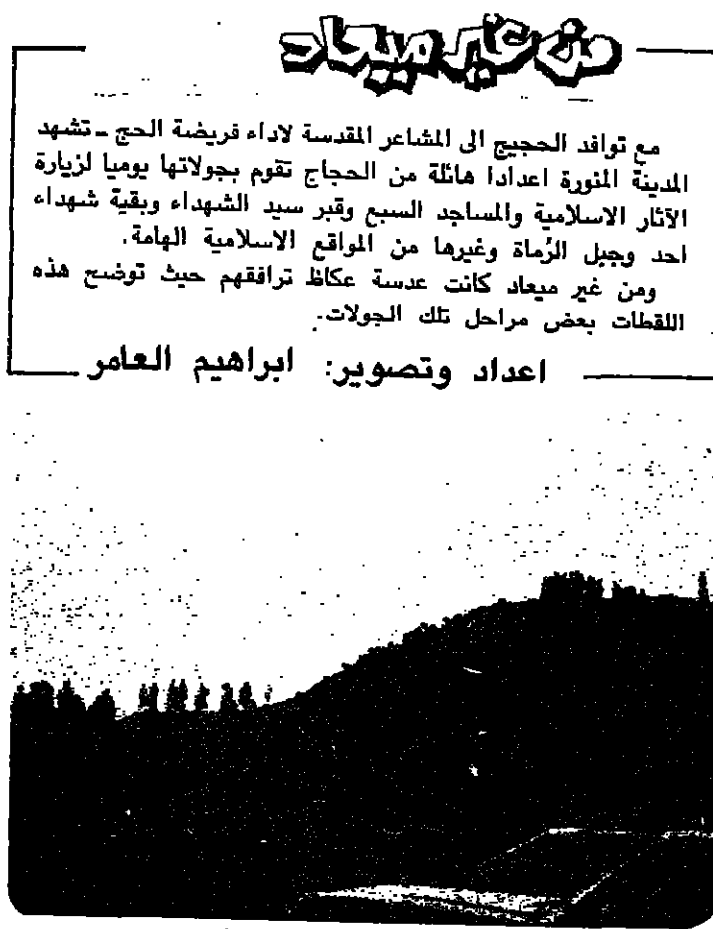 من غير ميعاد
مع توافد الحجيج الى المشاعر المقدسة لاداء فريضة الحج ـ تشهد
المدينة المنورة اعدادا هائلة من الحجاج تقوم بجولاتها يوميا لزيارة
الآثار الاسلامية والمساجد السبع وقبر سيد الشهداء وبقية شهداء
احد وجبل الرُماة وغيرها من المواقع الاسلامية الهامة.
ومن غير ميعاد كانت عدسة عكاظ ترافقهم حيث توضح هذه
اللقطات بعض مراحل تلك الجولات.
اعداد وتصوير: ابراهيم العامر